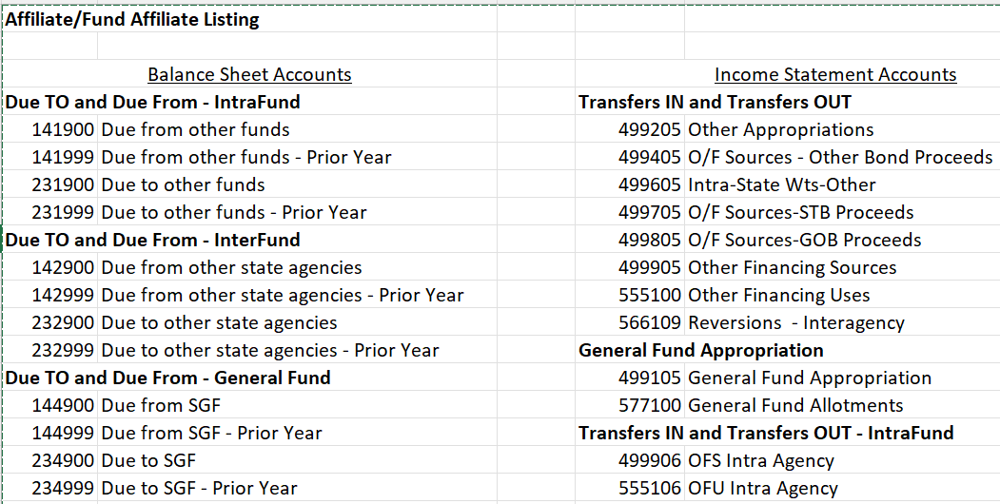 Affiliate/Fund Affiliate Listing
Balance Sheet Accounts
Due TO and Due From - IntraFund
141900 Due from other funds
141999 Due from other funds - Prior Year
231900 Due to other funds
231999 Due to other funds - Prior Year
Due TO and Due From - InterFund
142900 Due from other state agencies
142999 Due from other state agencies - Prior Year
232900 Due to other state agencies
232999 Due to other state agencies - Prior Year
Due TO and Due From - General Fund
144900 Due from SGF
144999 Due from SGF - Prior Year
234900 Due to SGF
234999 Due to SGF - Prior Year
Income Statement Accounts
Transfers IN and Transfers OUT
499205 Other Appropriations
499405 O/F Sources - Other Bond Proceeds
499605 Intra-State Wts-Other
499705 O/F Sources-STB Proceeds
499805 O/F Sources-GOB Proceeds
499905 Other Financing Sources
555100 Other Financing Uses
566109 Reversions  - Interagency
General Fund Appropriation
499105 General Fund Appropriation
577100 General Fund Allotments
Transfers IN and Transfers OUT - IntraFund
499906 OFS Intra Agency
555106 OFU Intra Agency